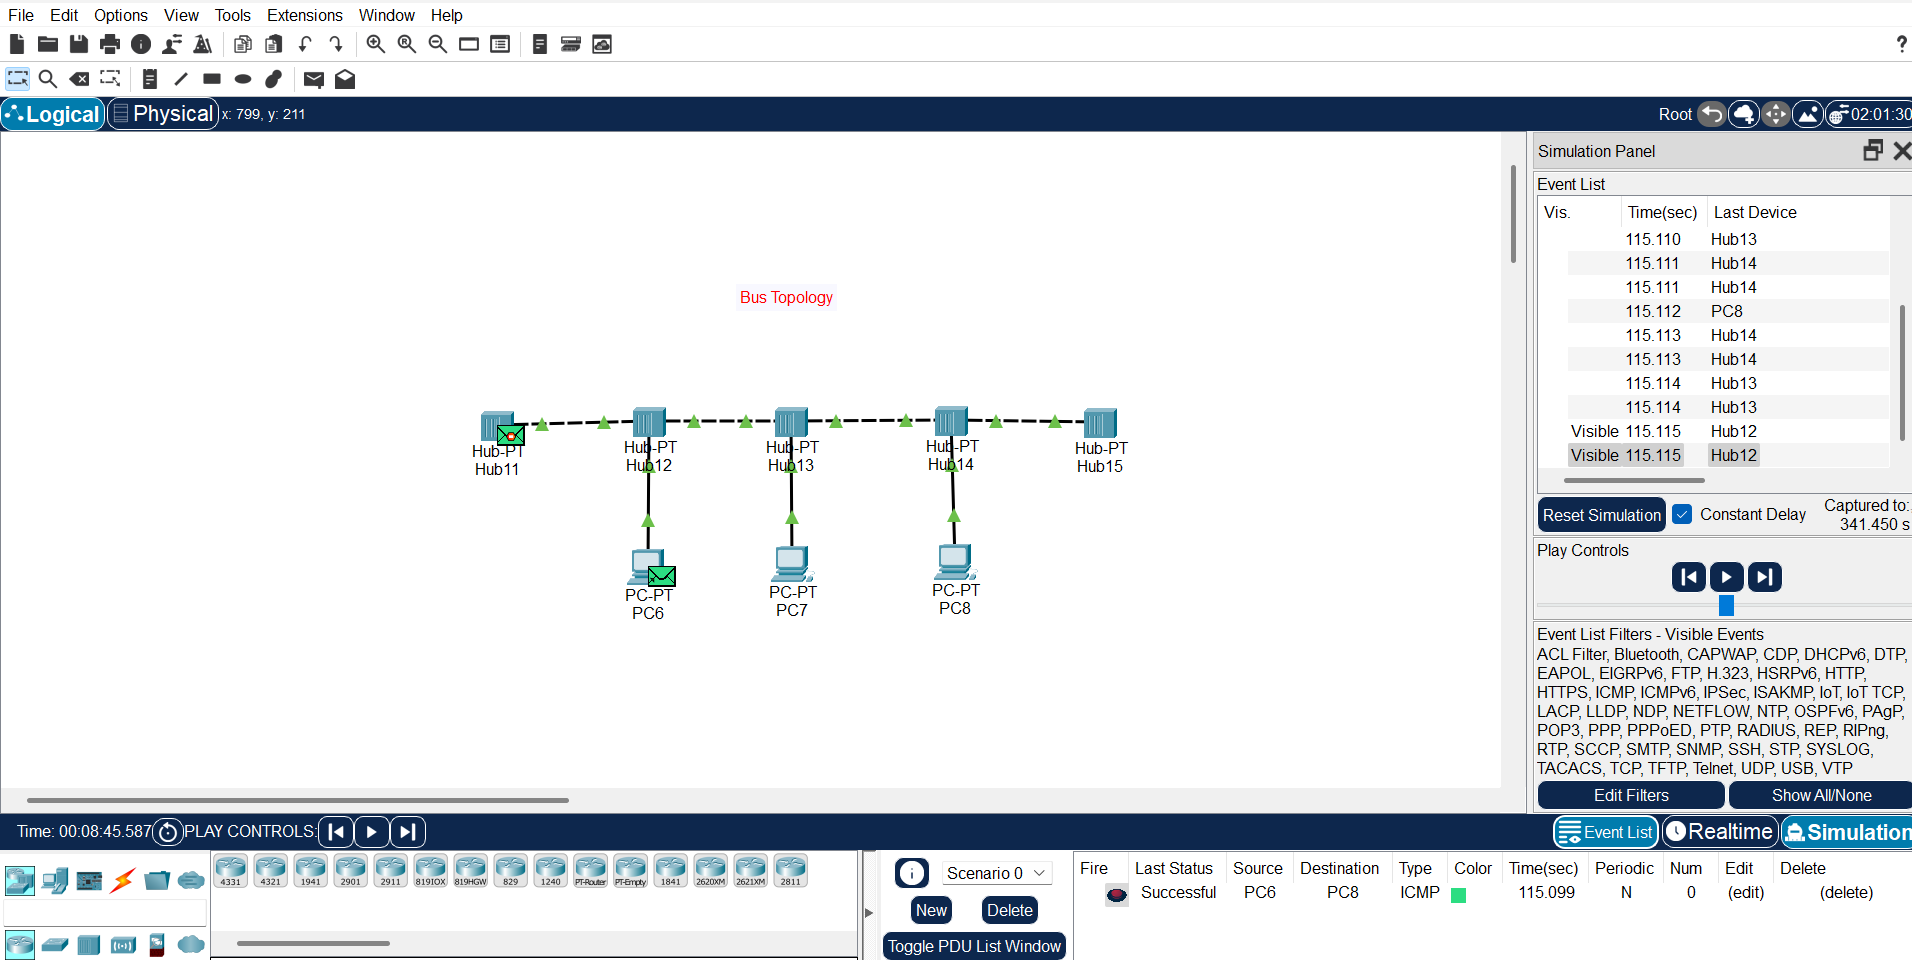 File Edit Options View Tools Extensions Window Help
?
Logical Physical x: 799, y: 211 Root 02:01:30
Simulation Panel
Event List
Vis. Time(sec) Last Device
115.110 Hub13
115.111 Hub14
115.111 Hub14
115.112 PC8
115.113 Hub14
115.113 Hub14
115.114 Hub13
115.114 Hub13
Visible 115.115 Hub12
Visible 115.115 Hub12
Reset Simulation Constant Delay Captured to:
341.450 s
Play Controls
Event List Filters - Visible Events
ACL Filter, Bluetooth, CAPWAP, CDP, DHCPv6, DTP,
EAPOL, EIGRPv6, FTP, H.323, HSRPv6, HTTP,
HTTPS, ICMP, ICMPv6, IPSec, ISAKMP, IoT, IoT TCP,
LACP, LLDP, NDP, NETFLOW, NTP, OSPFv6, PAgP,
POP3, PPP, PPPoED, PTP, RADIUS, REP, RIPng,
RTP, SCCP, SMTP, SNMP, SSH, STP, SYSLOG,
TACACS, TCP, TFTP, Telnet, UDP, USB, VTP
Edit Filters Show All/None
Bus Topology
Hub-PT
Hub11
Hub-PT
Hub12
Hub-PT
Hub13
Hub-PT
Hub14
Hub-PT
Hub15
PC-PT
PC6
PC-PT
PC7
PC-PT
PC8
Time: 00:08:45.587 PLAY CONTROLS: Event List Realtime Simulation
4331 4321 1941 2901 2911 819IOX 819HGW 829 1240 PT-Router PT-Empty 1841 2620XM 2621XM 2811
Scenario 0
New Delete
Toggle PDU List Window
Fire Last Status Source Destination Type Color Time(sec) Periodic Num Edit Delete
Successful PC6 PC8 ICMP 115.099 N 0 (edit) (delete)